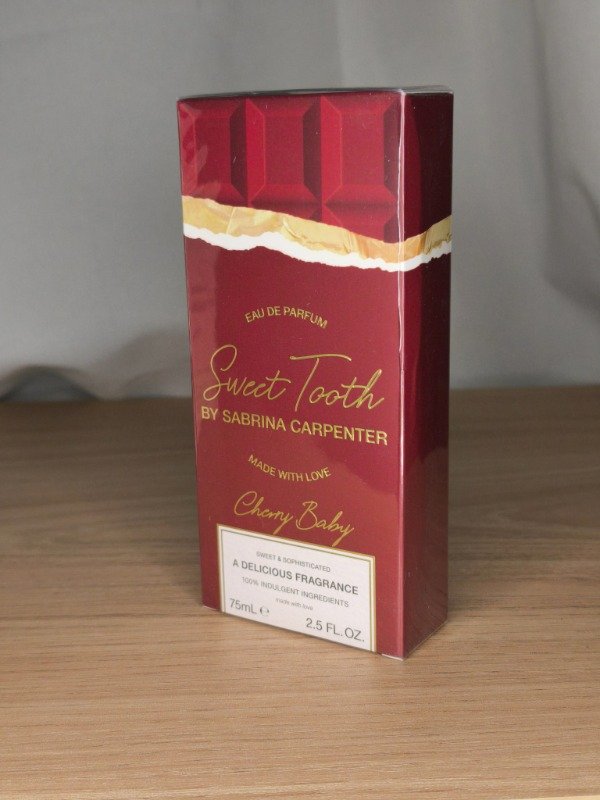 EAU DE PARFUM
Sweet Tooth
BY SABRINA CARPENTER
MADE WITH LOVE
Cherry Baby
SWEET & SOPHISTICATED
A DELICIOUS FRAGRANCE
100% INDULGENT INGREDIENTS
made with love
75mL ℮
2.5 FL.OZ.